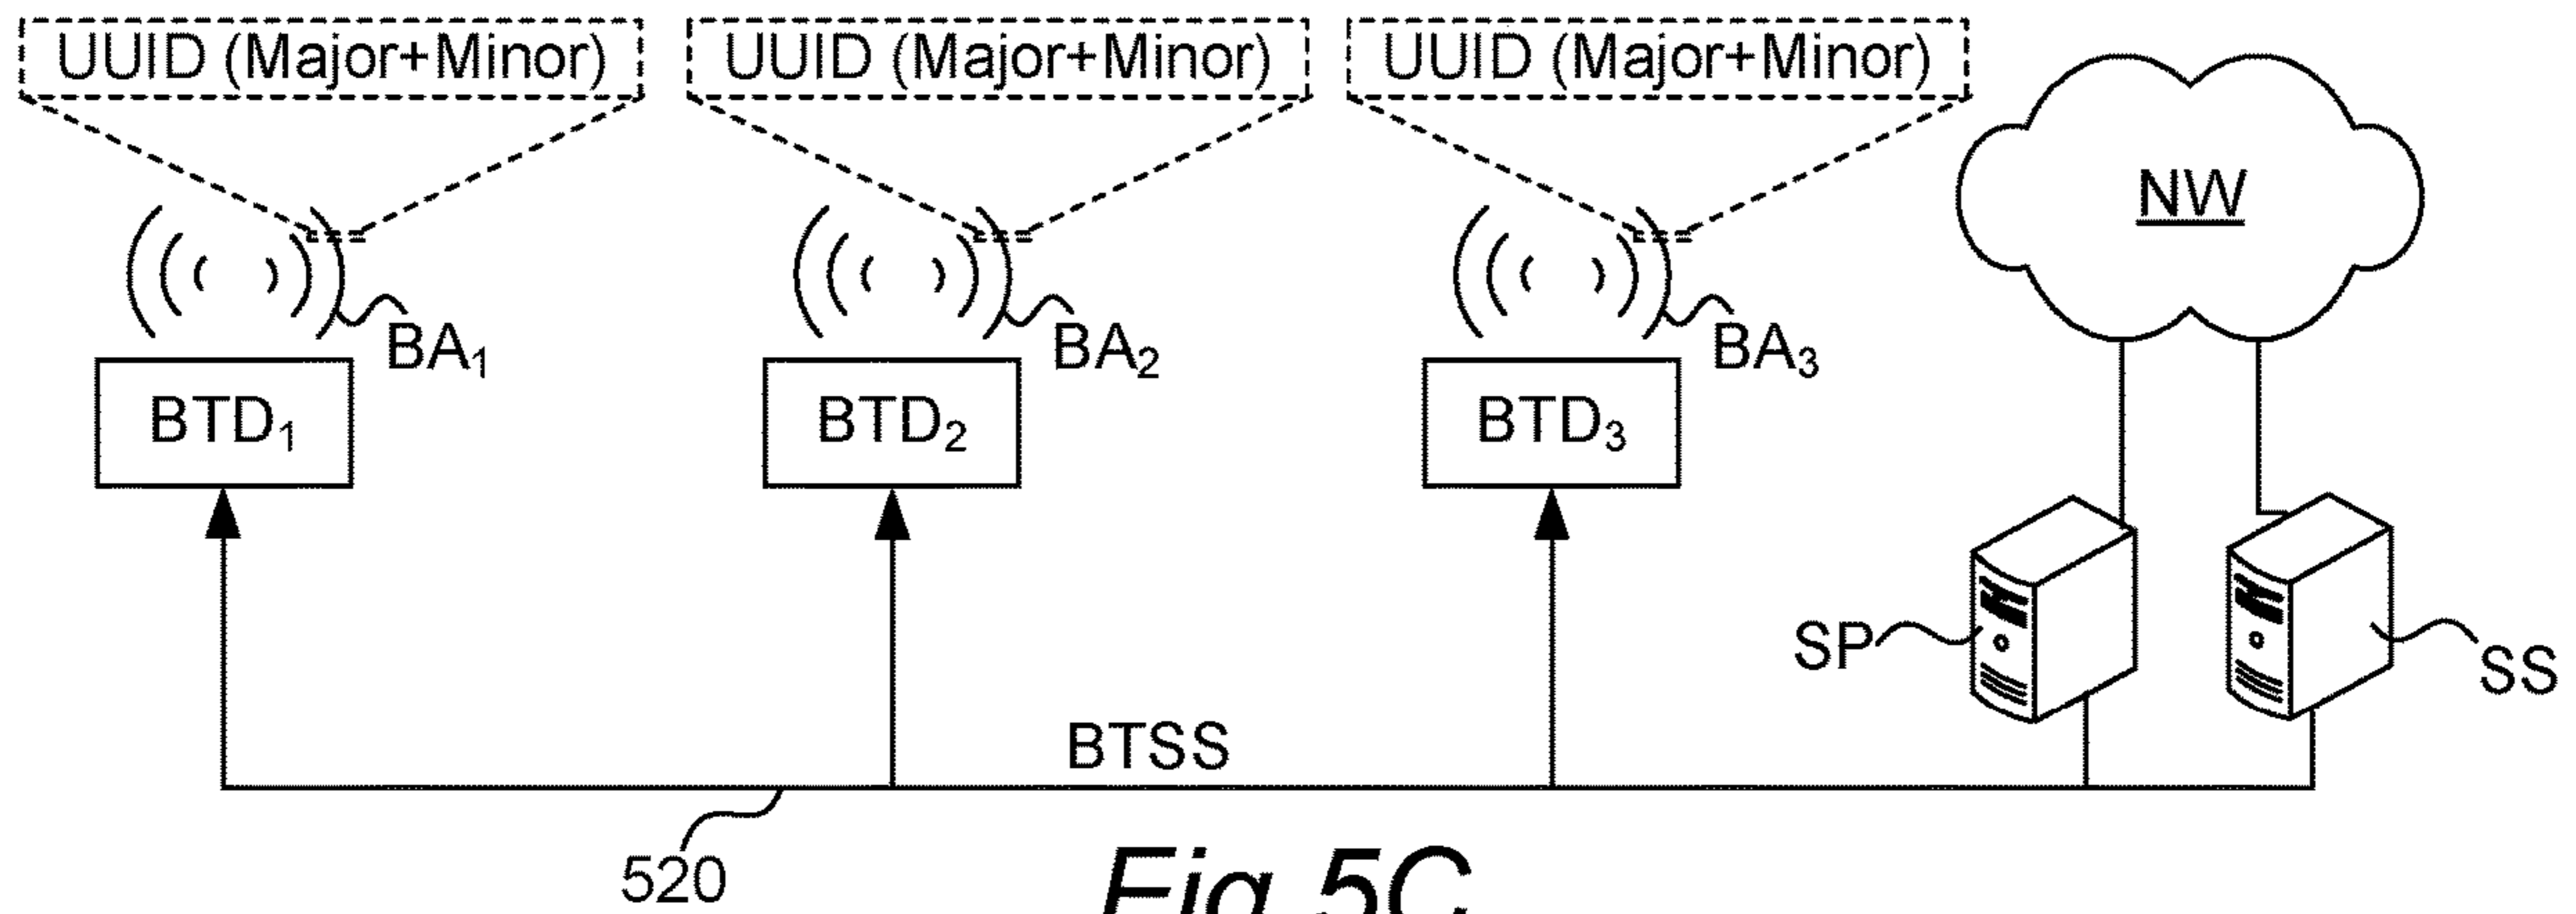 UUID (Major+Minor)
UUID (Major+Minor)
UUID (Major+Minor)
NW
BA₁
BA₂
BA₃
BTD₁
BTD₂
BTD₃
SP
SS
BTSS
520
Fig 5C